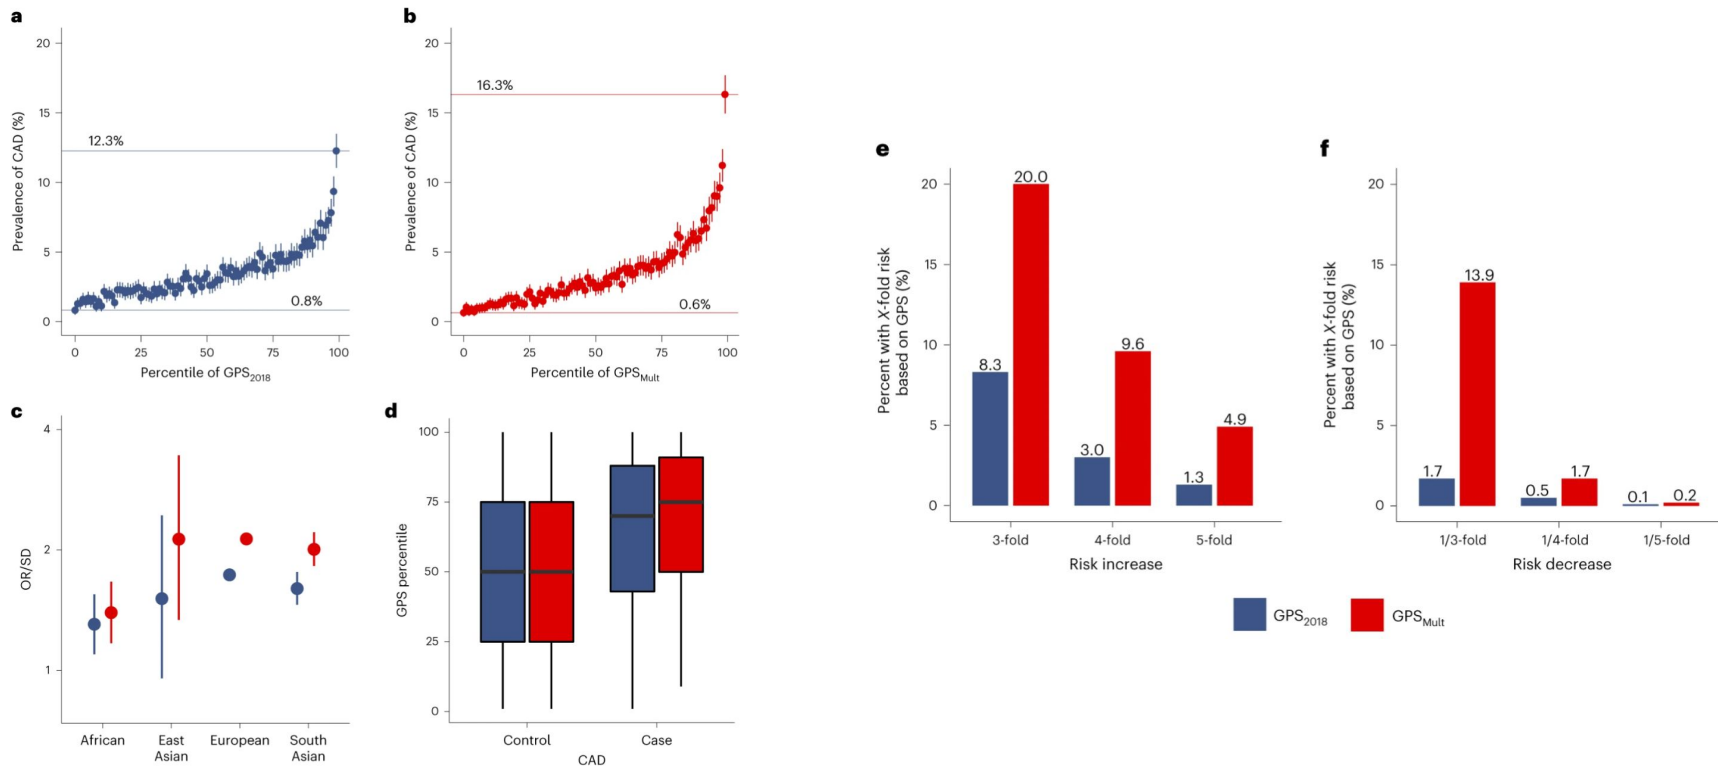 a
20
15
10
5
0
Prevalence of CAD (%)
12.3%
0.8%
0 25 50 75 100
Percentile of GPS2018
b
20
15
10
5
0
Prevalence of CAD (%)
16.3%
0.6%
0 25 50 75 100
Percentile of GPSMult
c
4
2
1
OR/SD
African
East
Asian
European
South
Asian
d
100
75
50
25
0
GPS percentile
Control Case
CAD
e
20
15
10
5
0
Percent with X-fold risk
based on GPS (%)
8.3
20.0
3.0
9.6
1.3
4.9
3-fold 4-fold 5-fold
Risk increase
f
20
15
10
5
0
Percent with X-fold risk
based on GPS (%)
1.7
13.9
0.5
1.7
0.1
0.2
1/3-fold 1/4-fold 1/5-fold
Risk decrease
GPS2018 GPSMult